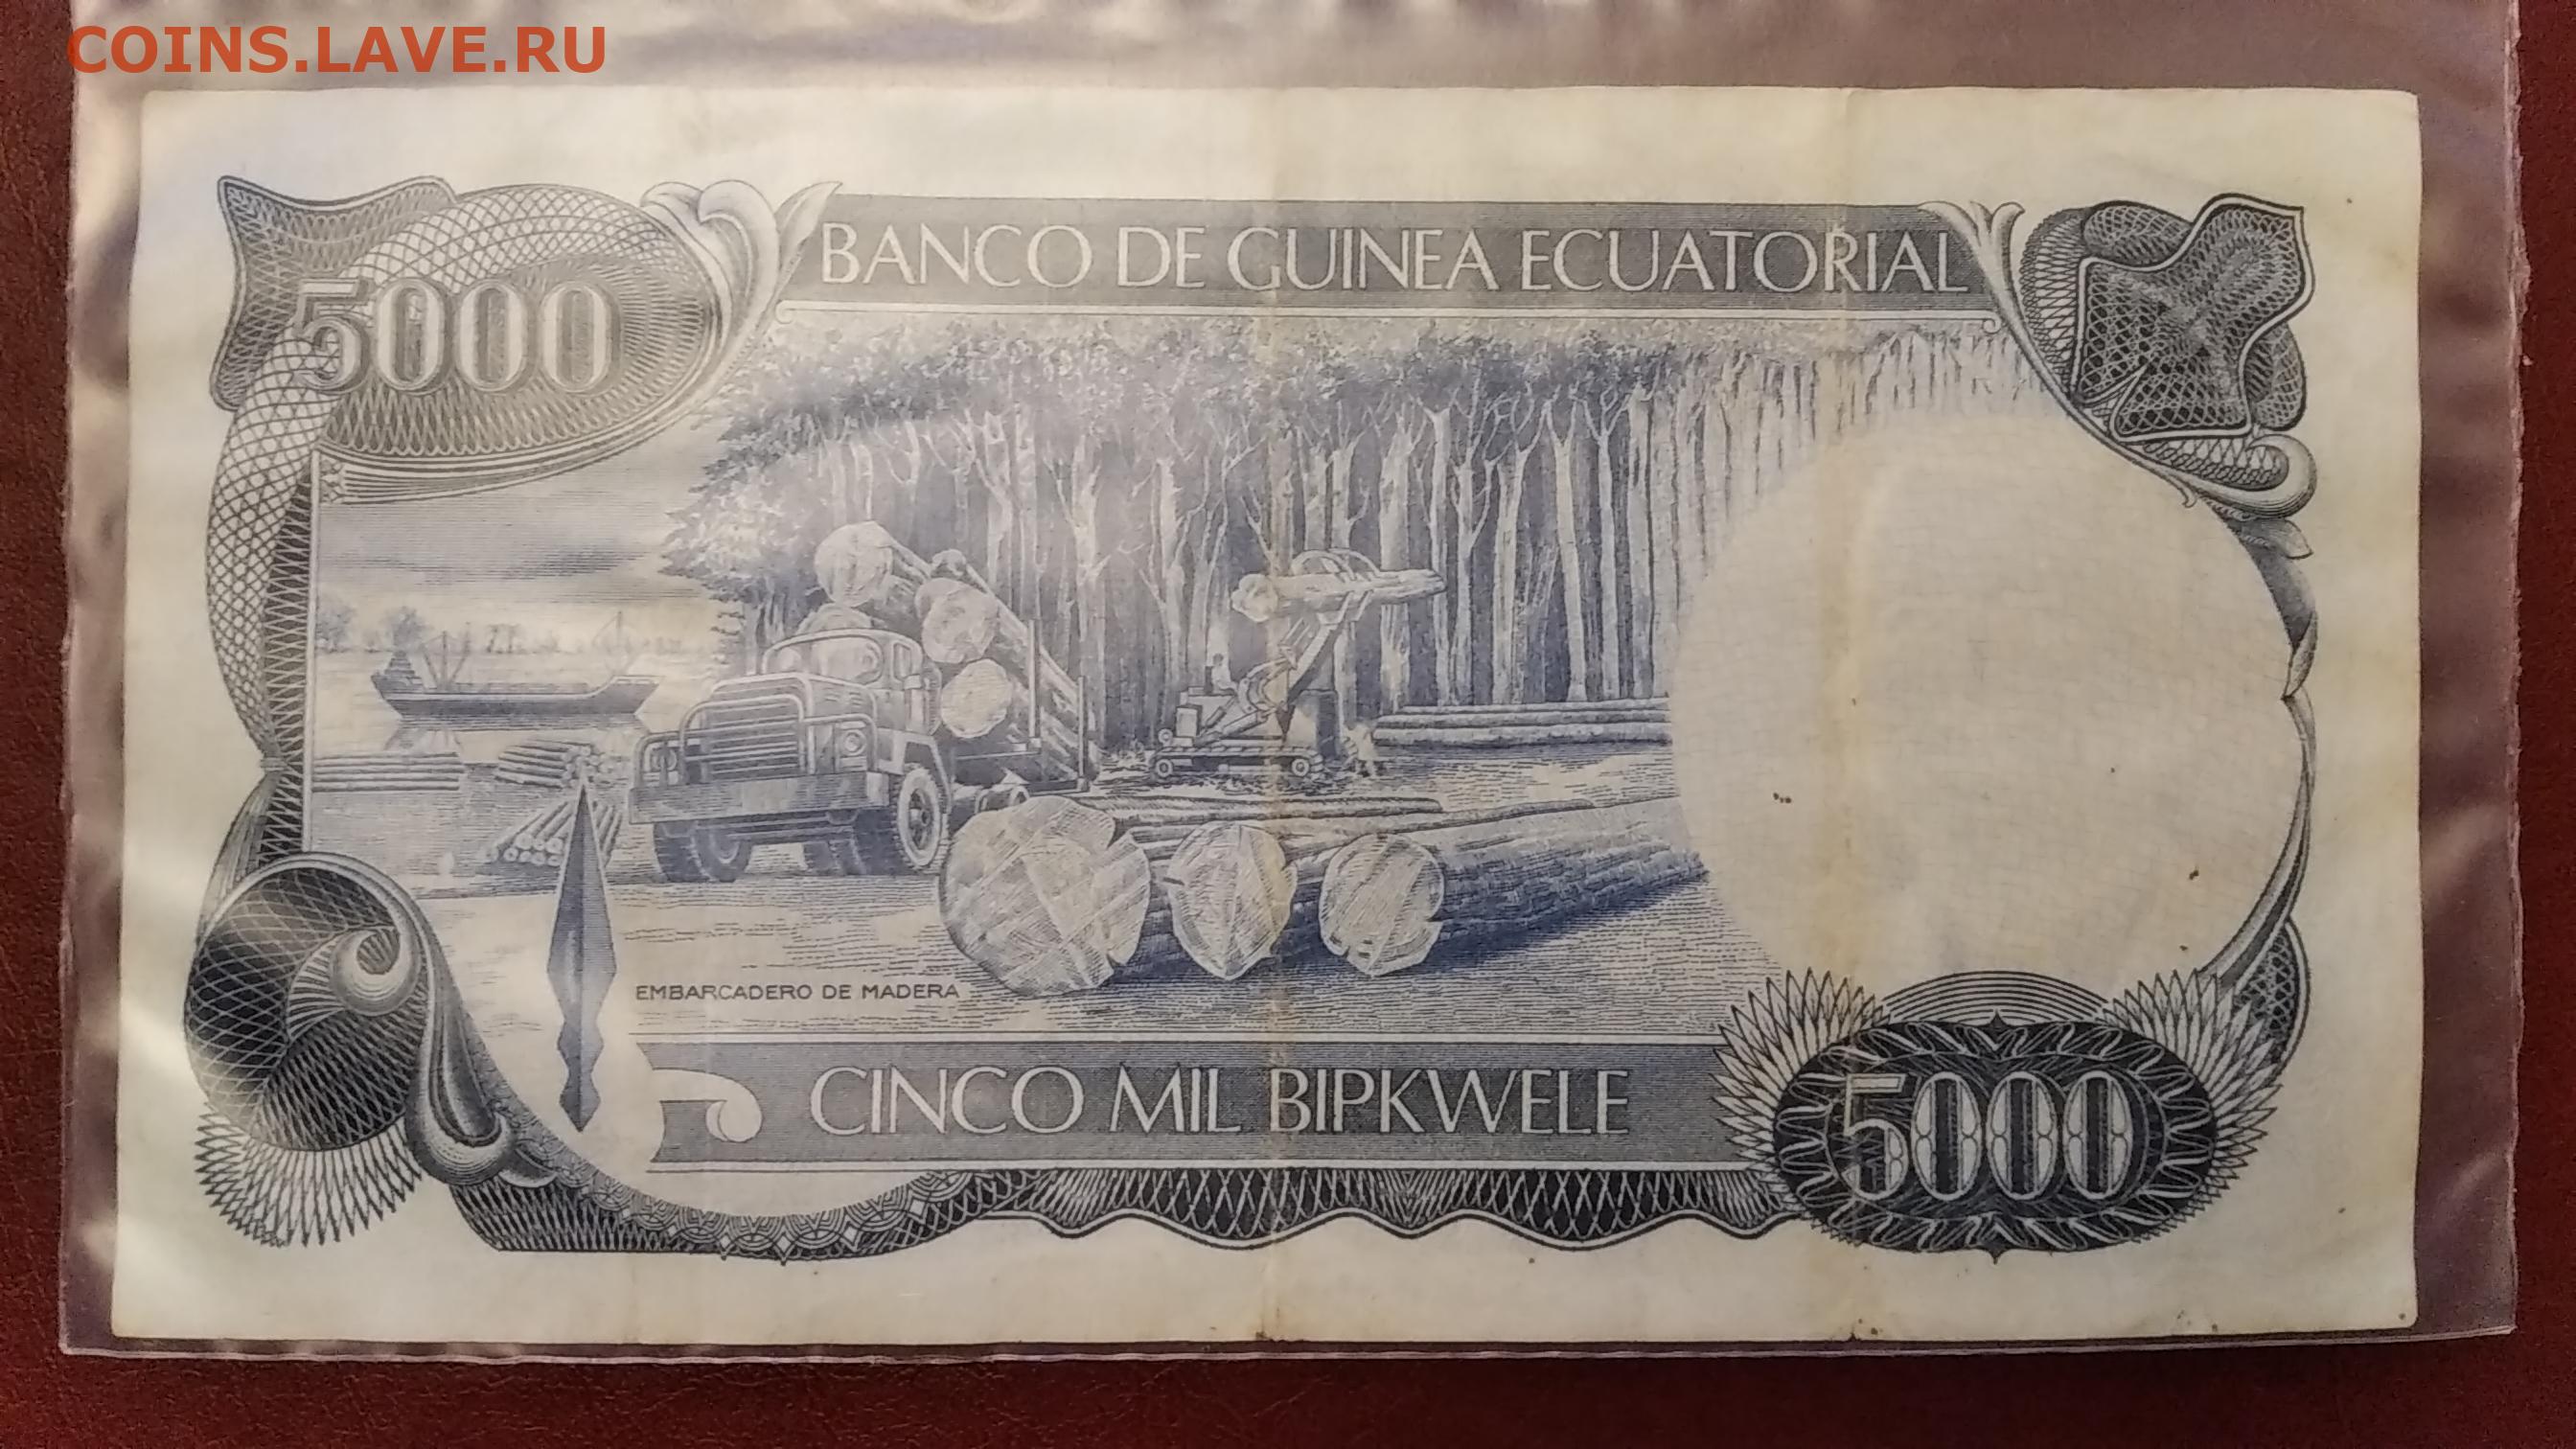 COINS.LAVE.RU
BANCO DE GUINEA ECUATORIAL
5000
EMBARCADERO DE MADERA
CINCO MIL BIPKWELE
5000